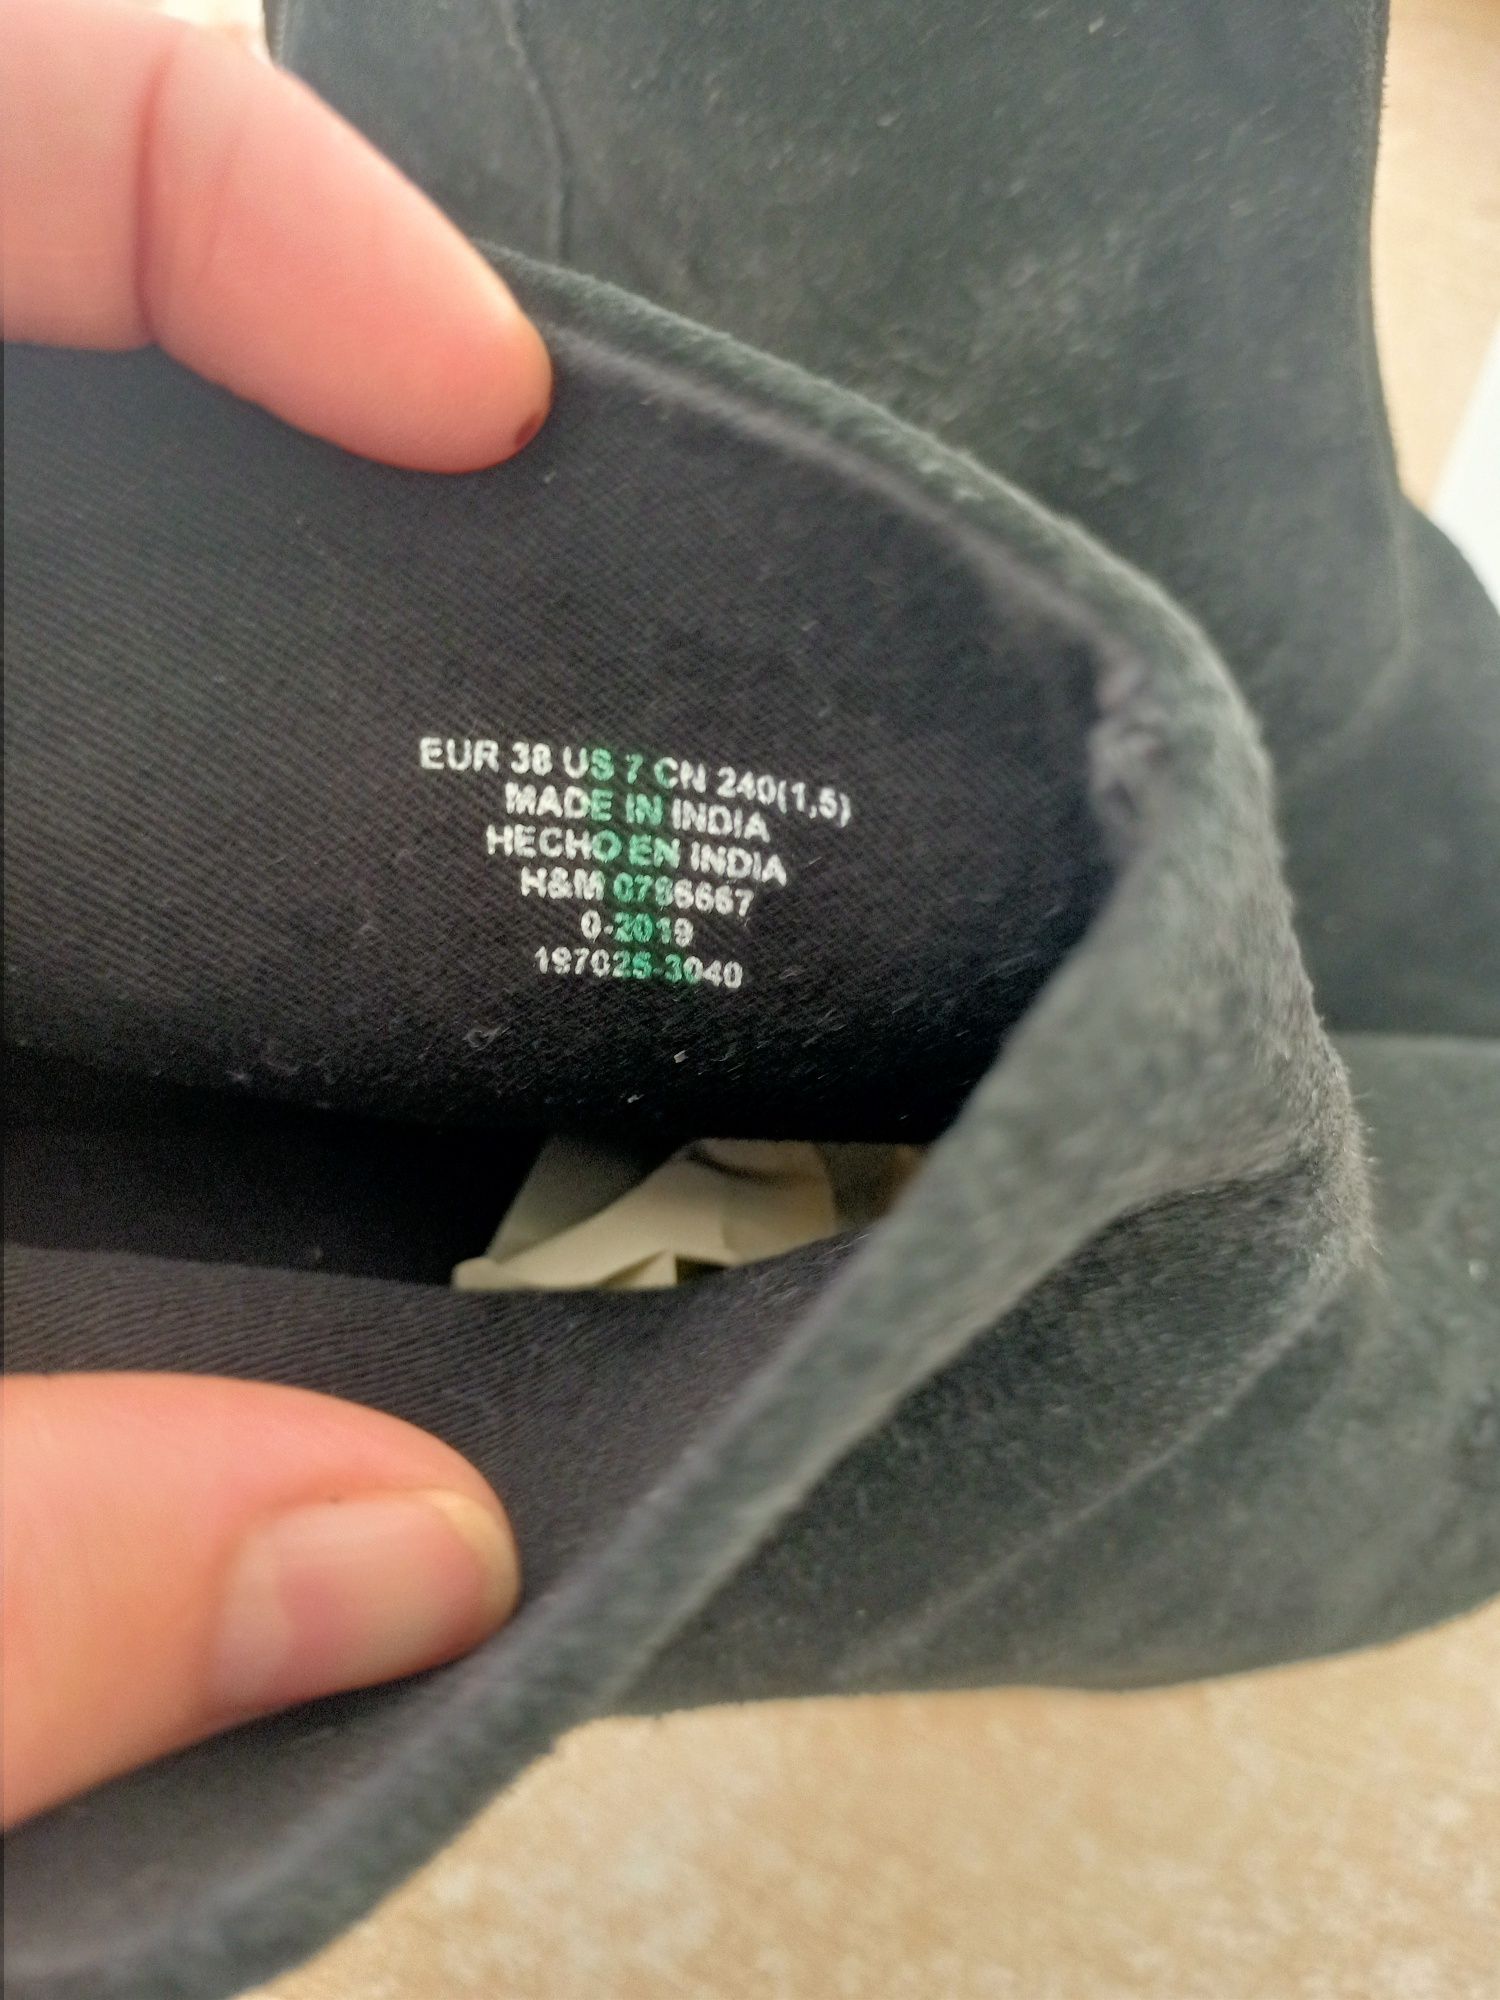 EUR 38 US 7 CN 240(1,5)
MADE IN INDIA
HECHO EN INDIA
H&M 0786667
0-2019
197025-3040